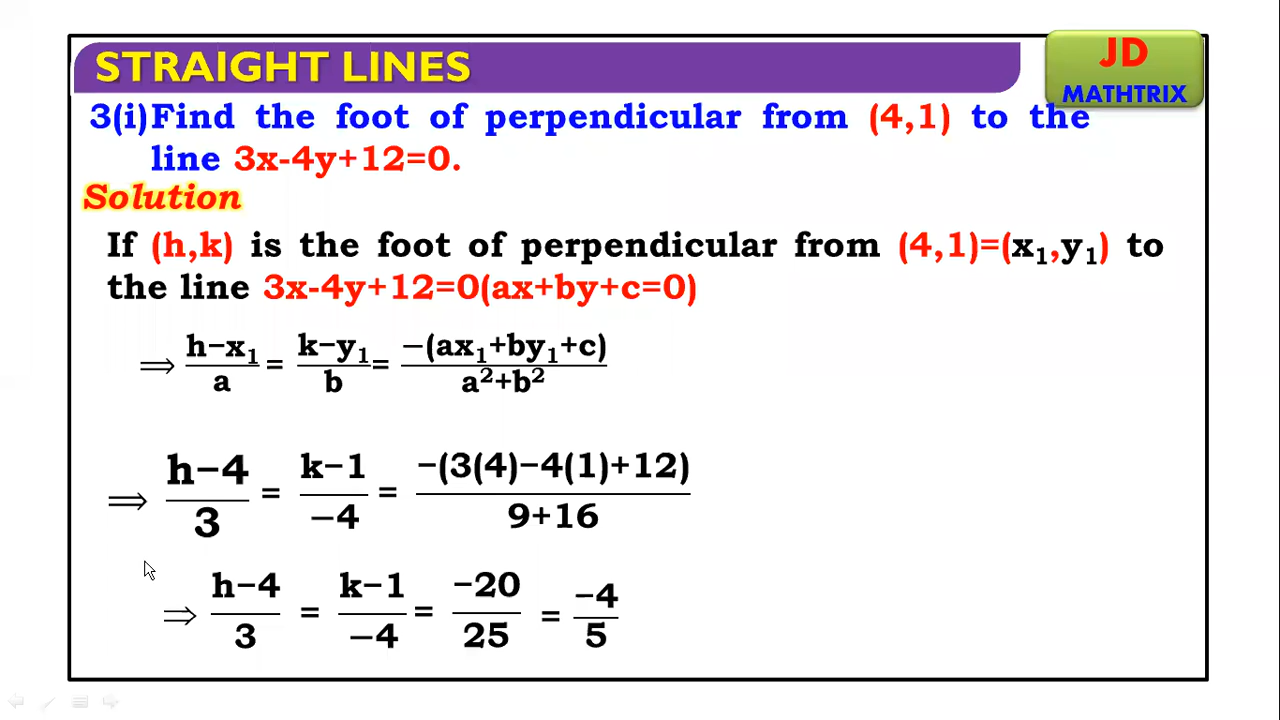 STRAIGHT LINES
JD
MATHTRIX
3(i)Find the foot of perpendicular from (4,1) to the
line 3x-4y+12=0.
Solution
If (h,k) is the foot of perpendicular from (4,1)=(x₁,y₁) to
the line 3x-4y+12=0(ax+by+c=0)
⇒ (h−x₁)/a = (k−y₁)/b = −(ax₁+by₁+c)/(a²+b²)
⇒ (h−4)/3 = (k−1)/−4 = −(3(4)−4(1)+12)/(9+16)
⇒ (h−4)/3 = (k−1)/−4 = −20/25 = −4/5